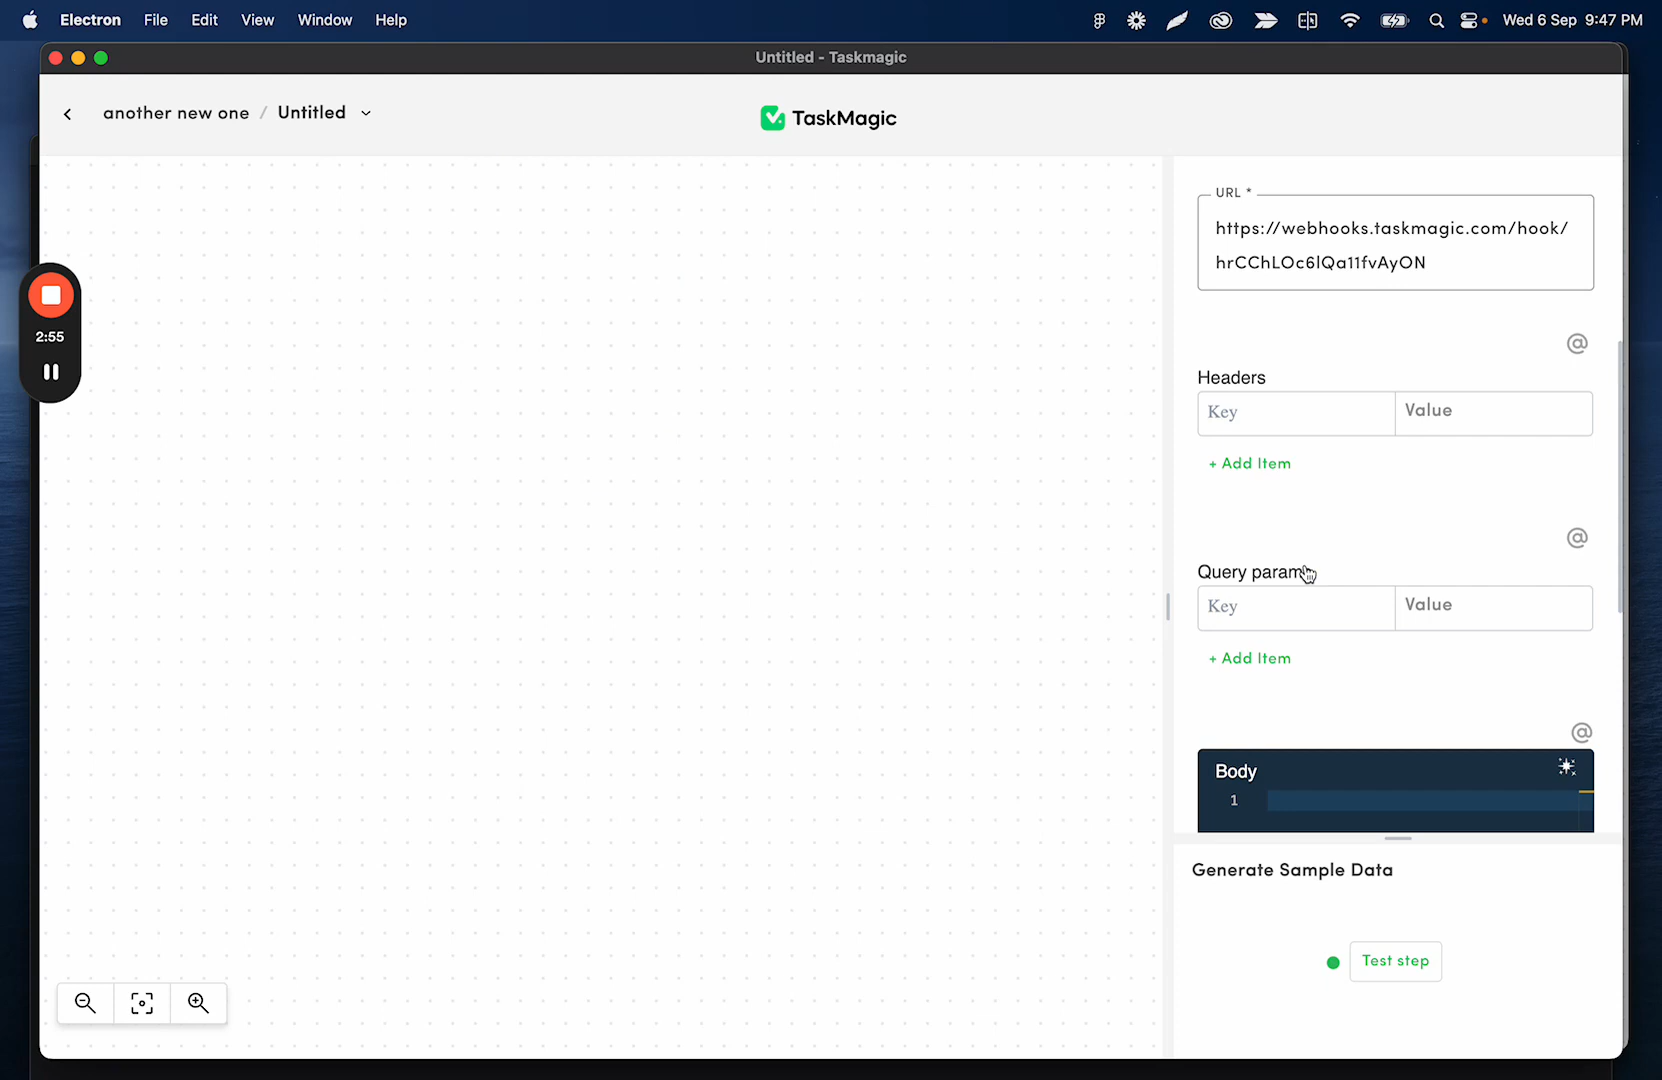 Electron File Edit View Window Help
Wed 6 Sep 9:47 PM
Untitled - Taskmagic
another new one / Untitled
TaskMagic
2:55
URL *
https://webhooks.taskmagic.com/hook/
hrCChLOc6lQa11fvAyON
@
Headers
Key Value
+ Add Item
@
Query params
Key Value
+ Add Item
@
Body
1
Generate Sample Data
Test step